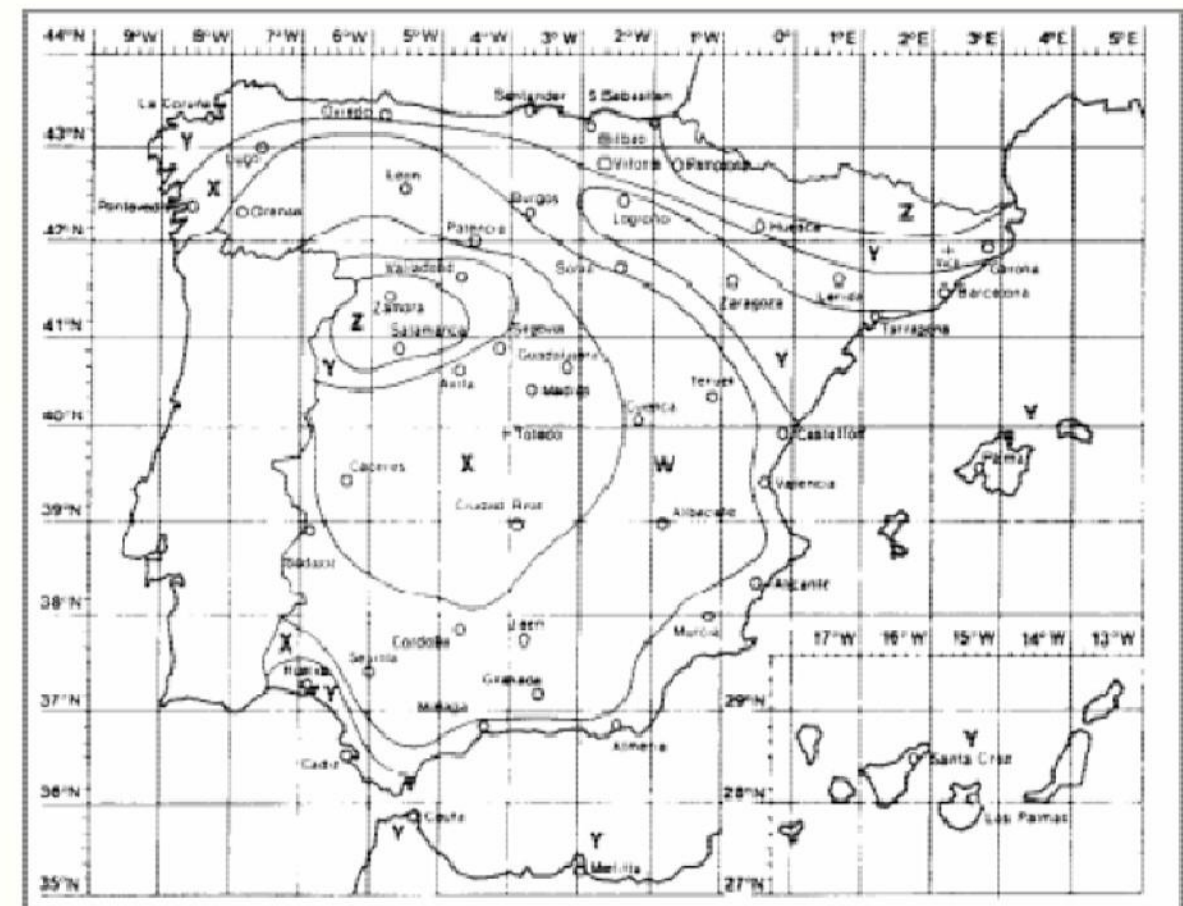 44°N 9°W 8°W 7°W 6°W 5°W 4°W 3°W 2°W 1°W 0° 1°E 2°E 3°E 4°E 5°E
La Coruña Oviedo Santander S.Sebastian
43°N Y Lugo Bilbao
Leon Vitoria Pamplona
X
Pontevedra Orense Burgos Logroño Huesca Z
42°N Palencia Y Vich Gerona
Valladolid Soria Zaragoza Lerida Barcelona
Zamora
Z Tarragona
41°N Salamanca Segovia
Y Guadalajara Y
Avila Madrid Teruel
40°N Cuenca Castellón Y
Toledo
Caceres X W Palma
Valencia
39°N Ciudad Real Albacete
Badajoz
Alicante
38°N
Cordoba Jaen Murcia
X 17°W 16°W 15°W 14°W 13°W
Sevilla
Huelva Y Granada
37°N Malaga 29°N
Almeria Y
Cadiz Santa Cruz
36°N 28°N
Ceuta Las Palmas
Y Y
Melilla
35°N 27°N